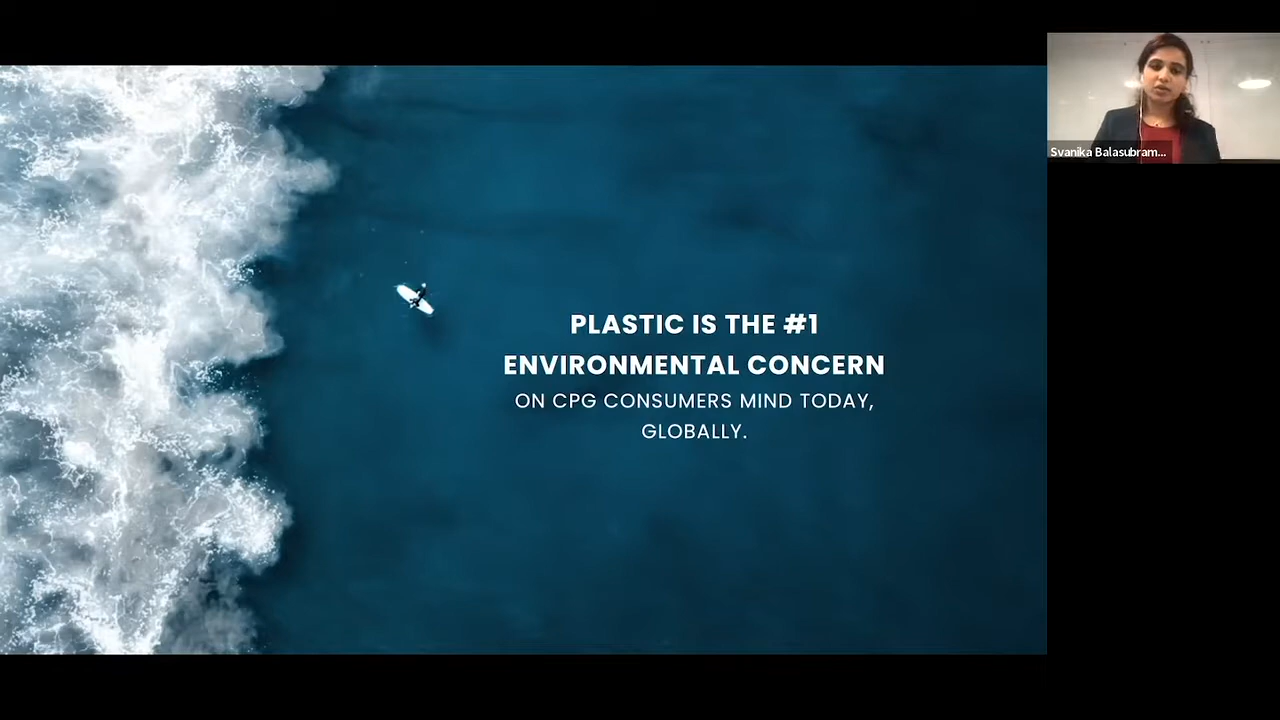 PLASTIC IS THE #1
ENVIRONMENTAL CONCERN
ON CPG CONSUMERS MIND TODAY,
GLOBALLY.
Svanika Balasubram...